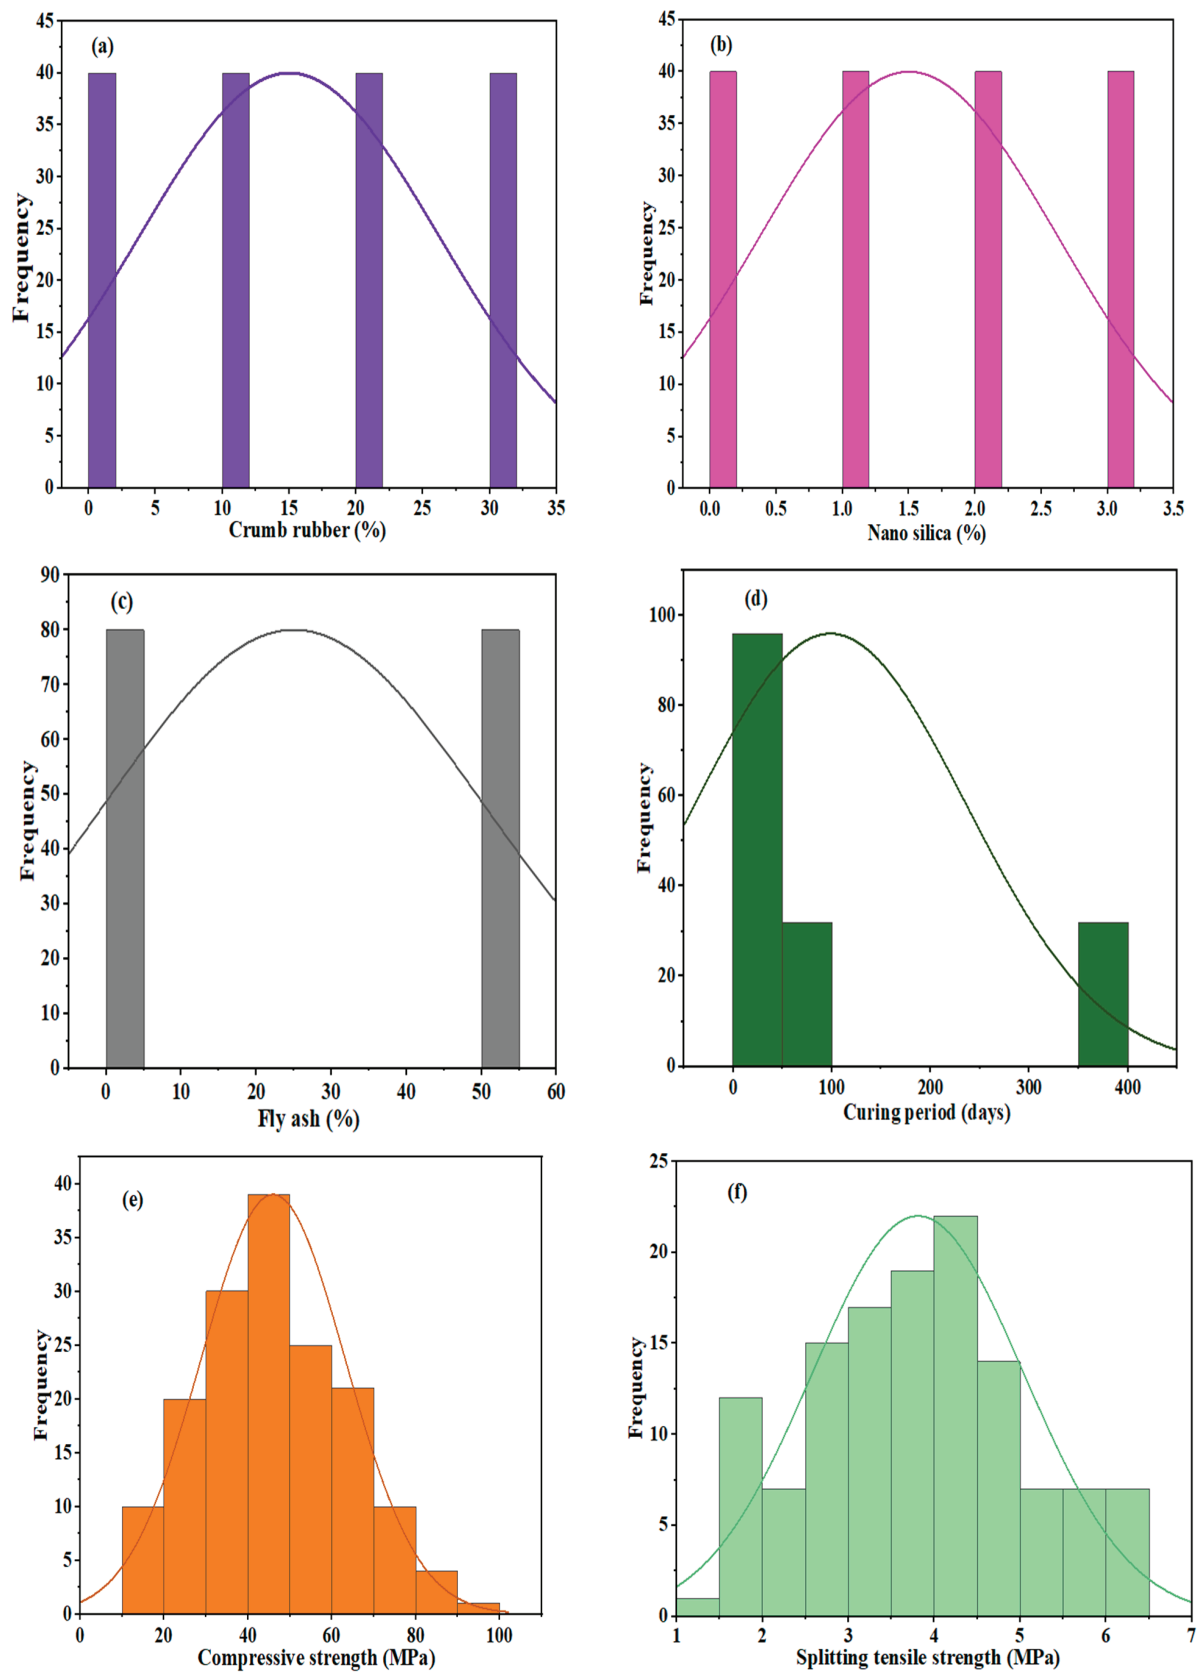 (a)
45
40
35
30
25
20
15
10
5
0
Frequency
0 5 10 15 20 25 30 35
Crumb rubber (%)
(b)
45
40
35
30
25
20
15
10
5
0
Frequency
0.0 0.5 1.0 1.5 2.0 2.5 3.0 3.5
Nano silica (%)
(c)
90
80
70
60
50
40
30
20
10
0
Frequency
0 10 20 30 40 50 60
Fly ash (%)
(d)
100
80
60
40
20
0
Frequency
0 100 200 300 400
Curing period (days)
(e)
40
35
30
25
20
15
10
5
0
Frequency
0 20 40 60 80 100
Compressive strength (MPa)
(f)
25
20
15
10
5
0
Frequency
1 2 3 4 5 6 7
Splitting tensile strength (MPa)